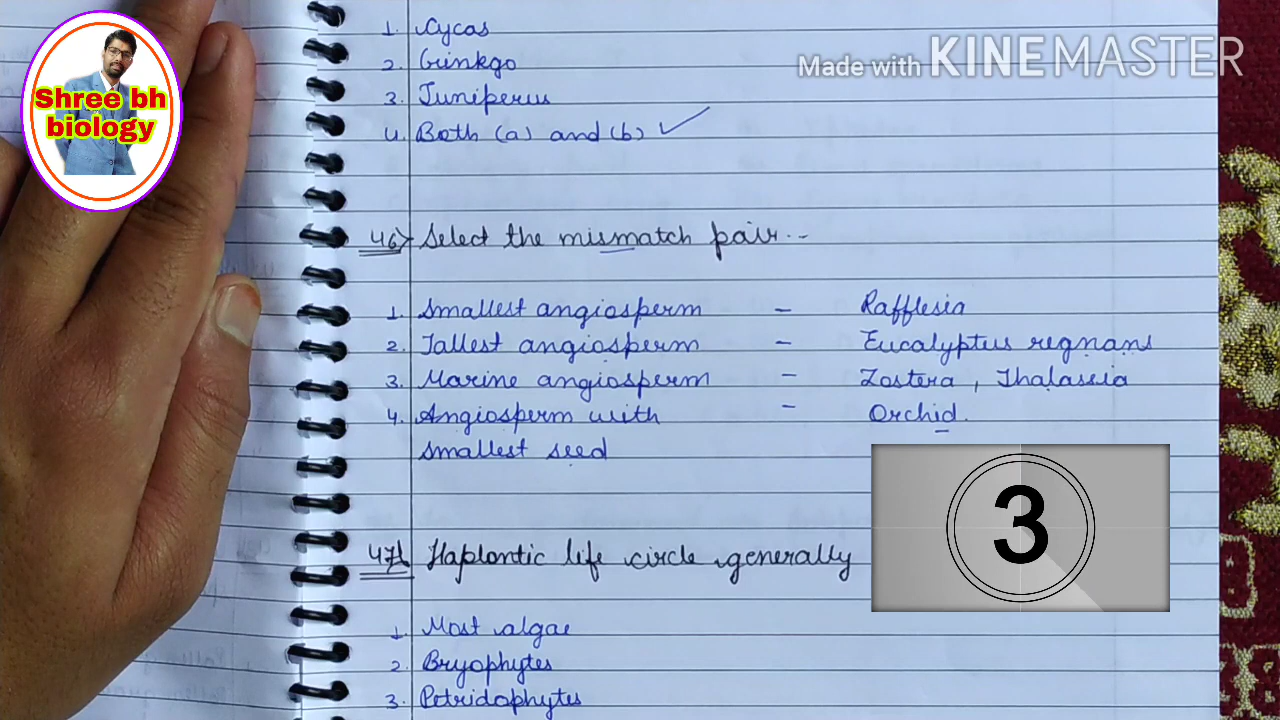 Shree bh
biology
Made with KINEMASTER
1. Cycas
2. Ginkgo
3. Juniperus
4. Both (a) and (b) ✓
46> Select the mismatch pair.--
1. Smallest angiosperm – Rafflesia
2. Tallest angiosperm – Eucalyptus regnans
3. Marine angiosperm – Zostera , Thalassia
4. Angiosperm with – Orchid.
smallest seed
3
47> Haplontic life circle generally
1. Most algae
2. Bryophytes
3. Petridophytes